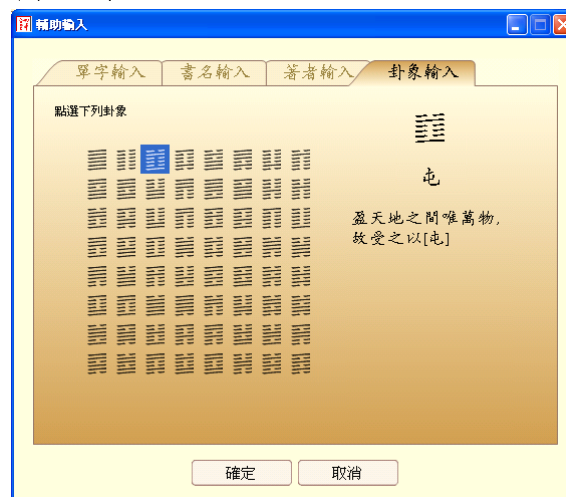 輔助輸入
單字輸入 書名輸入 著者輸入 卦象輸入
點選下列卦象
屯
盈天地之間唯萬物,
故受之以[屯]
確定 取消